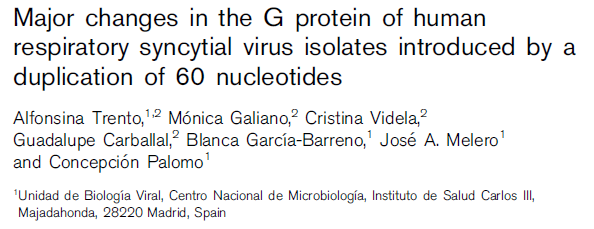 Major changes in the G protein of human
respiratory syncytial virus isolates introduced by a
duplication of 60 nucleotides
Alfonsina Trento,1,2 Mónica Galiano,2 Cristina Videla,2
Guadalupe Carballal,2 Blanca García-Barreno,1 José A. Melero1
and Concepción Palomo1
1Unidad de Biología Viral, Centro Nacional de Microbiología, Instituto de Salud Carlos III,
Majadahonda, 28220 Madrid, Spain